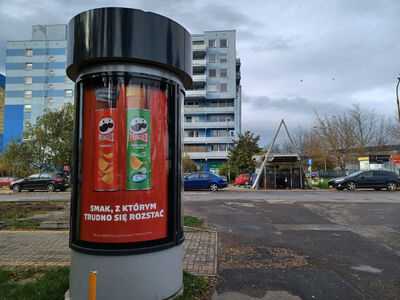 PRINGLES
PRINGLES
SMAK, Z KTÓRYM
TRUDNO SIĘ ROZSTAĆ